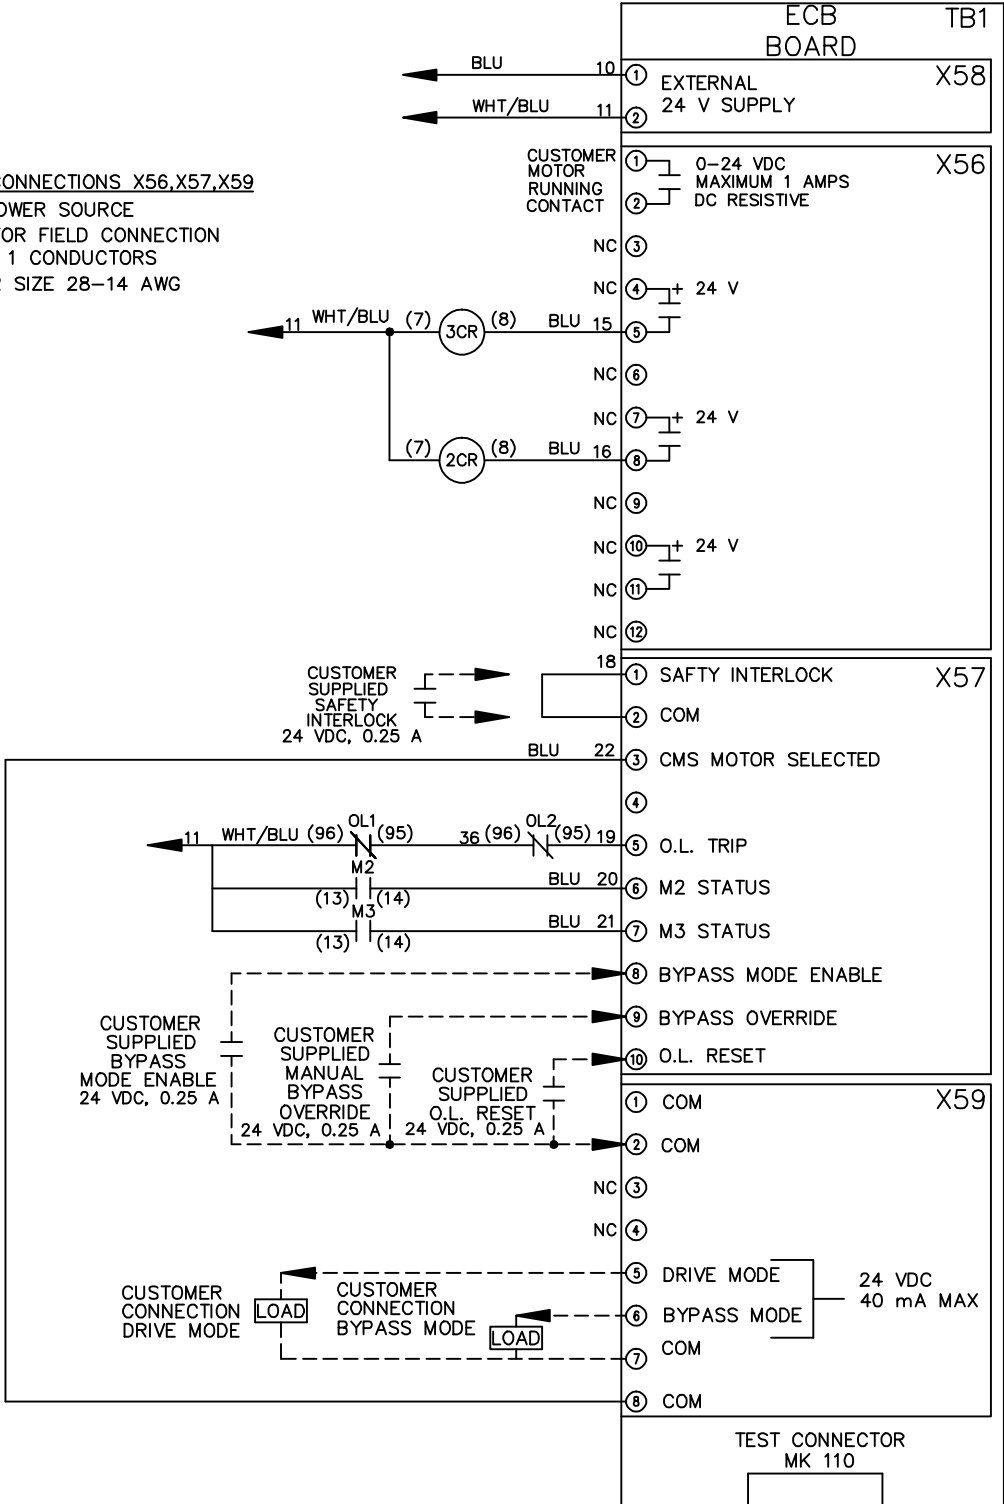 ECB TB1
BOARD
BLU 10 1 EXTERNAL X58
24 V SUPPLY
WHT/BLU 11 2
CUSTOMER 1 0-24 VDC X56
MOTOR MAXIMUM 1 AMPS
RUNNING DC RESISTIVE
CONTACT 2
CONNECTIONS X56,X57,X59
OWER SOURCE
OR FIELD CONNECTION
1 CONDUCTORS
SIZE 28-14 AWG
NC 3
NC 4 + 24 V
11 WHT/BLU (7) 3CR (8) BLU 15 5
NC 6
NC 7 + 24 V
(7) 2CR (8) BLU 16 8
NC 9
NC 10 + 24 V
NC 11
NC 12
18 1 SAFTY INTERLOCK X57
CUSTOMER
SUPPLIED
SAFETY
INTERLOCK
24 VDC, 0.25 A
2 COM
BLU 22 3 CMS MOTOR SELECTED
4
11 WHT/BLU (96) OL1 (95) 36 (96) OL2 (95) 19 5 O.L. TRIP
M2
(13) (14) BLU 20 6 M2 STATUS
M3
(13) (14) BLU 21 7 M3 STATUS
8 BYPASS MODE ENABLE
9 BYPASS OVERRIDE
10 O.L. RESET
CUSTOMER
SUPPLIED
BYPASS
MODE ENABLE
24 VDC, 0.25 A
CUSTOMER
SUPPLIED
MANUAL
BYPASS
OVERRIDE
24 VDC, 0.25 A
CUSTOMER
SUPPLIED
O.L. RESET
24 VDC, 0.25 A
1 COM X59
2 COM
NC 3
NC 4
5 DRIVE MODE
6 BYPASS MODE
24 VDC
40 mA MAX
CUSTOMER
CONNECTION
DRIVE MODE
LOAD
CUSTOMER
CONNECTION
BYPASS MODE
LOAD
7 COM
8 COM
TEST CONNECTOR
MK 110